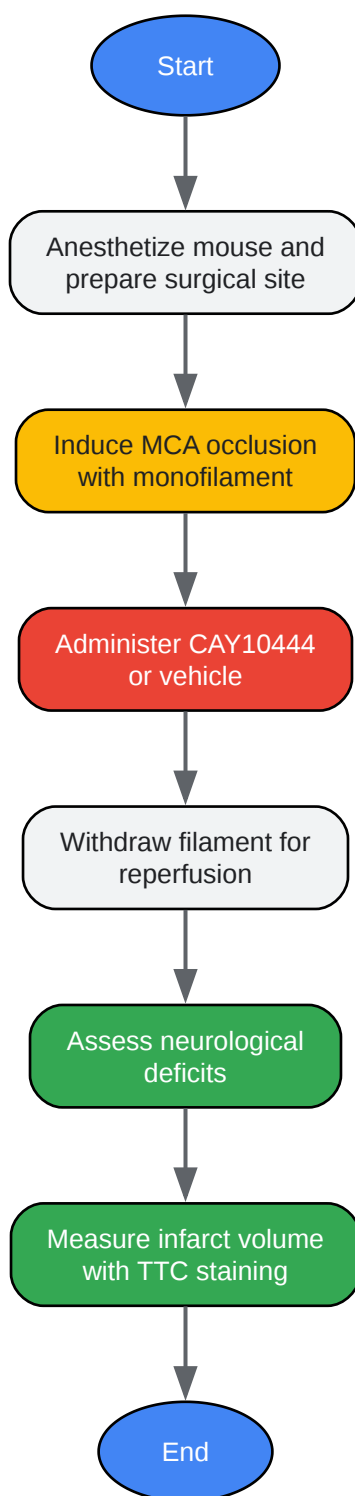 Start
Anesthetize mouse and
prepare surgical site
Induce MCA occlusion
with monofilament
Administer CAY10444
or vehicle
Withdraw filament for
reperfusion
Assess neurological
deficits
Measure infarct volume
with TTC staining
End